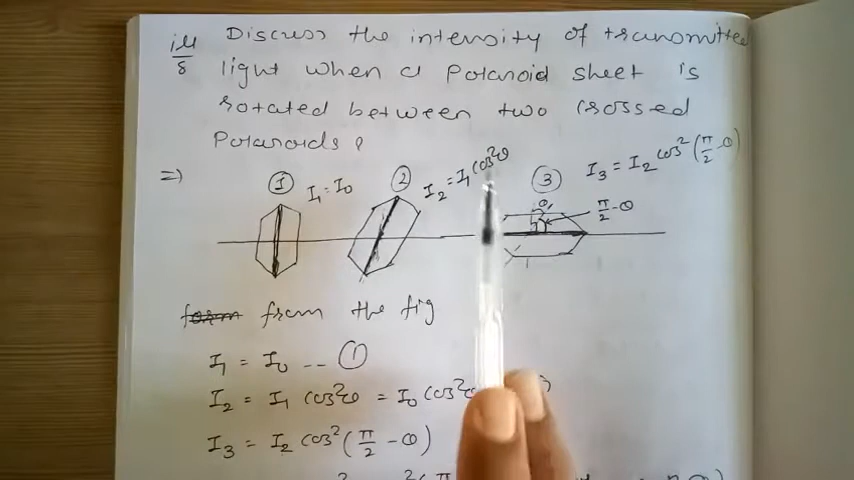 ill/8 Discuss the intensity of transmitted
light when a Polaroid sheet is
rotated between two crossed
Polaroids ?
=> 1 I₁ = I₀ 2 I₂ = I₁ cos²θ 3 I₃ = I₂ cos² (π/2 - θ)
θ π/2 - θ
form from the fig
I₁ = I₀ -- 1
I₂ = I₁ cos²θ = I₀ cos²
I₃ = I₂ cos² (π/2 - θ)